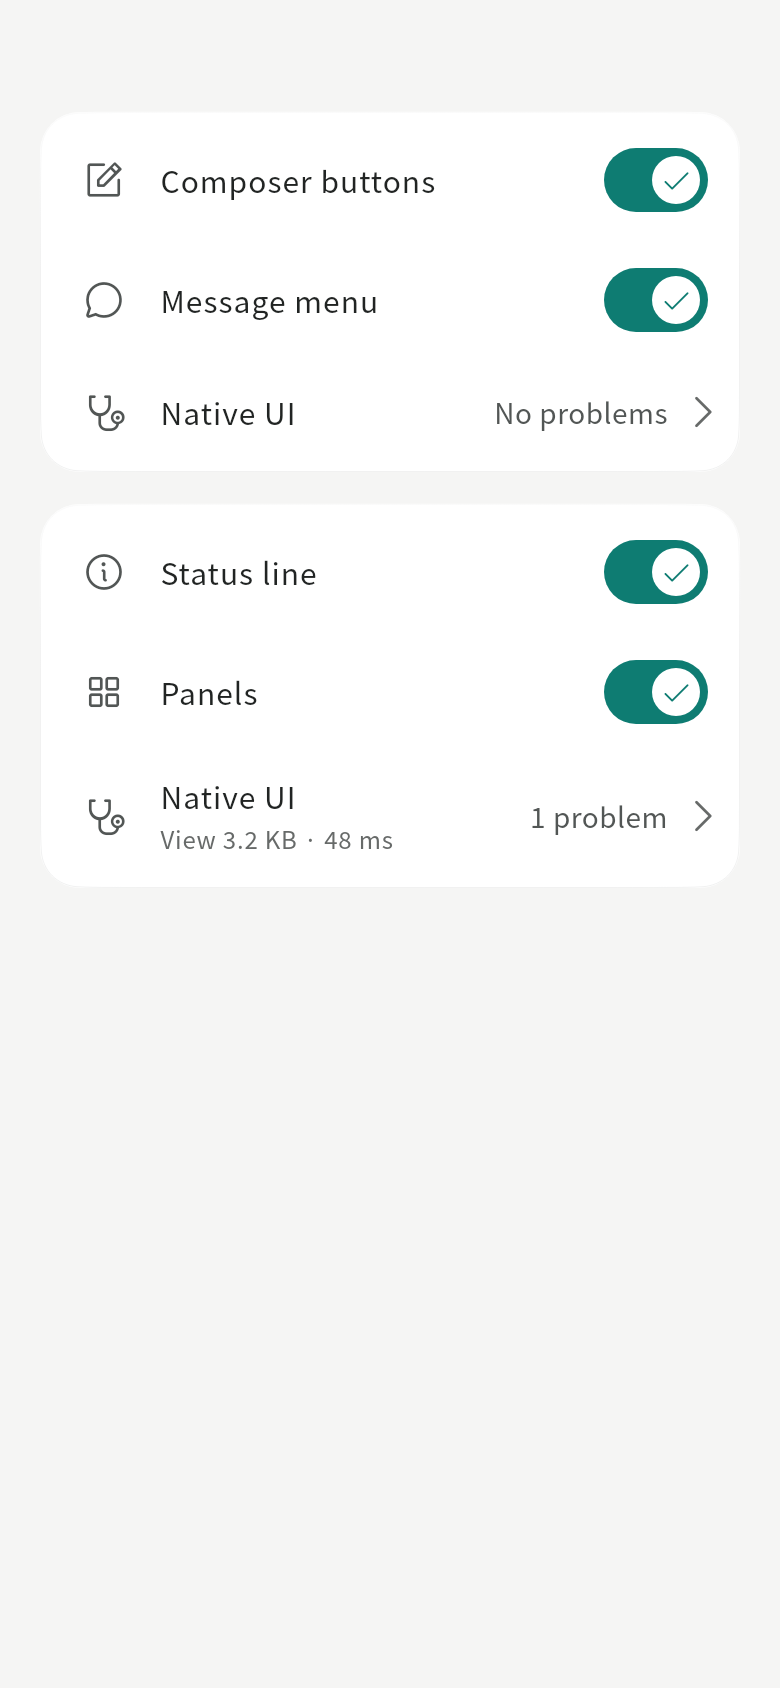 Composer buttons
Message menu
Native UI
No problems
Status line
Panels
Native UI
View 3.2 KB · 48 ms
1 problem